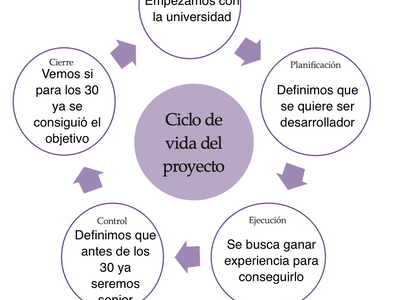 Empezamos con
la universidad
Planificación
Definimos que
se quiere ser
desarrollador
Ejecución
Se busca ganar
experiencia para
conseguirlo
Control
Definimos que
antes de los
30 ya
seremos
senior
Cierre
Vemos si
para los 30
ya se
consiguió el
objetivo
Ciclo de
vida del
proyecto